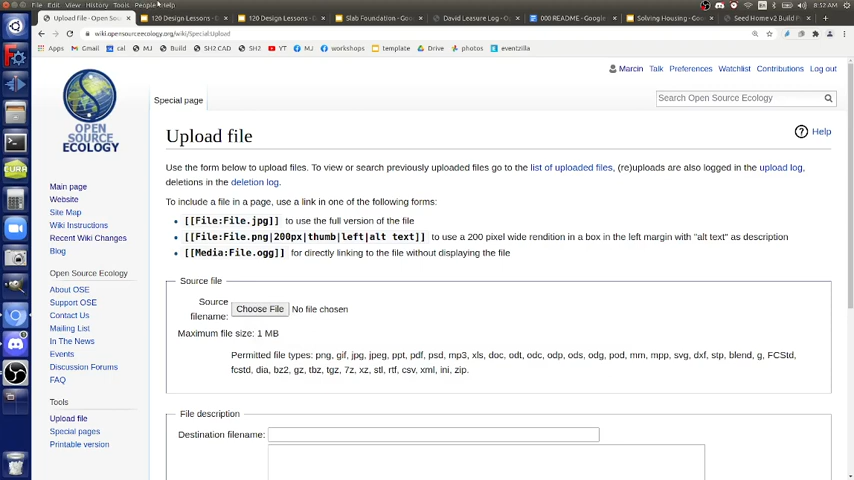 File Edit View History Tools People Help
8:52 AM
Upload file - Open Sou
120 Design Lessons -
120 Design Lessons -
Slab Foundation - Goo
David Leasure Log - O
000 README - Google
Solving Housing - Goo
Seed Home v2 Build P
wiki.opensourceecology.org/wiki/Special:Upload
Apps
Gmail
cal
MJ
Build
SH2 CAD
YT
MJ
workshops
template
Drive
photos
eventzilla
Marcin Talk Preferences Watchlist Contributions Log out
Special page
Search Open Source Ecology
OPEN SOURCE
ECOLOGY
Upload file
Help
Use the form below to upload files. To view or search previously uploaded files go to the list of uploaded files, (re)uploads are also logged in the upload log,
deletions in the deletion log.
To include a file in a page, use a link in one of the following forms:
[[File:File.jpg]] to use the full version of the file
[[File:File.png|200px|thumb|left|alt text]] to use a 200 pixel wide rendition in a box in the left margin with "alt text" as description
[[Media:File.ogg]] for directly linking to the file without displaying the file
Main page
Website
Site Map
Wiki Instructions
Recent Wiki Changes
Blog
Open Source Ecology
About OSE
Support OSE
Contact Us
Mailing List
In The News
Events
Discussion Forums
FAQ
Tools
Upload file
Special pages
Printable version
Source file
Source
filename:
Choose File No file chosen
Maximum file size: 1 MB
Permitted file types: png, gif, jpg, jpeg, ppt, pdf, psd, mp3, xls, doc, odt, odc, odp, ods, odg, pod, mm, mpp, svg, dxf, stp, blend, g, FCStd,
fcstd, dia, bz2, gz, tbz, tgz, 7z, xz, stl, rtf, csv, xml, ini, zip.
File description
Destination filename:
CURA